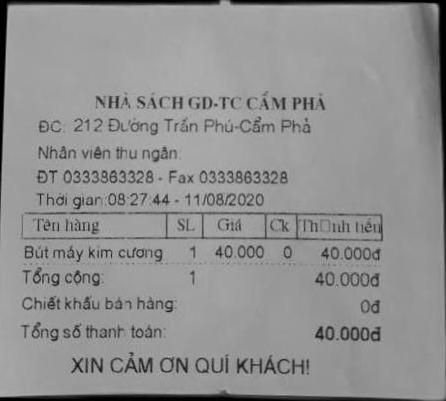 NHÀ SÁCH GD-TC CẨM PHẢ
ĐC: 212 Đường Trần Phú-Cẩm Phả
Nhân viên thu ngân:
ĐT 0333863328 - Fax 0333863328
Thời gian:08:27:44 - 11/08/2020
Tên hàng SL Giá Ck Th□nh tiền
Bút máy kim cương 1 40.000 0 40.000đ
Tổng cộng: 1 40.000đ
Chiết khấu bán hàng: 0đ
Tổng số thanh toán: 40.000đ
XIN CẢM ƠN QUÍ KHÁCH!